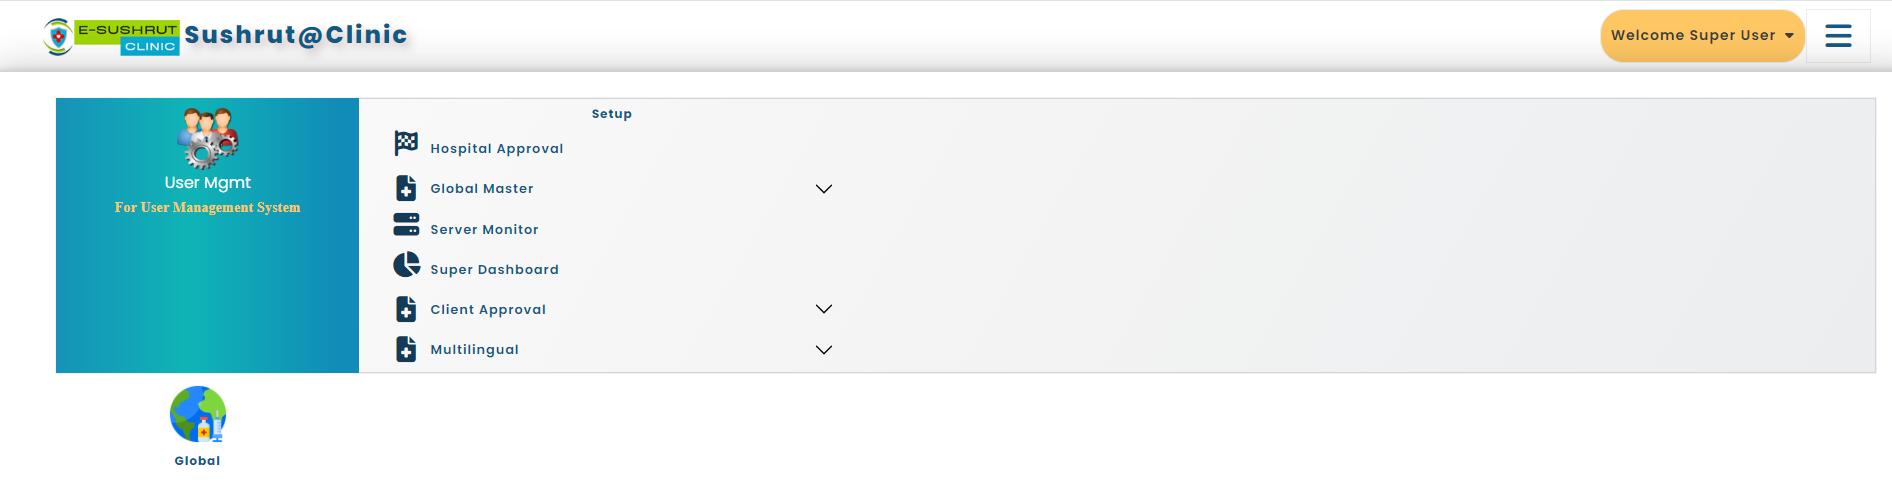 E-SUSHRUT
CLINIC
Sushrut@Clinic
Welcome Super User
User Mgmt
For User Management System
Setup
Hospital Approval
Global Master
Server Monitor
Super Dashboard
Client Approval
Multilingual
Global